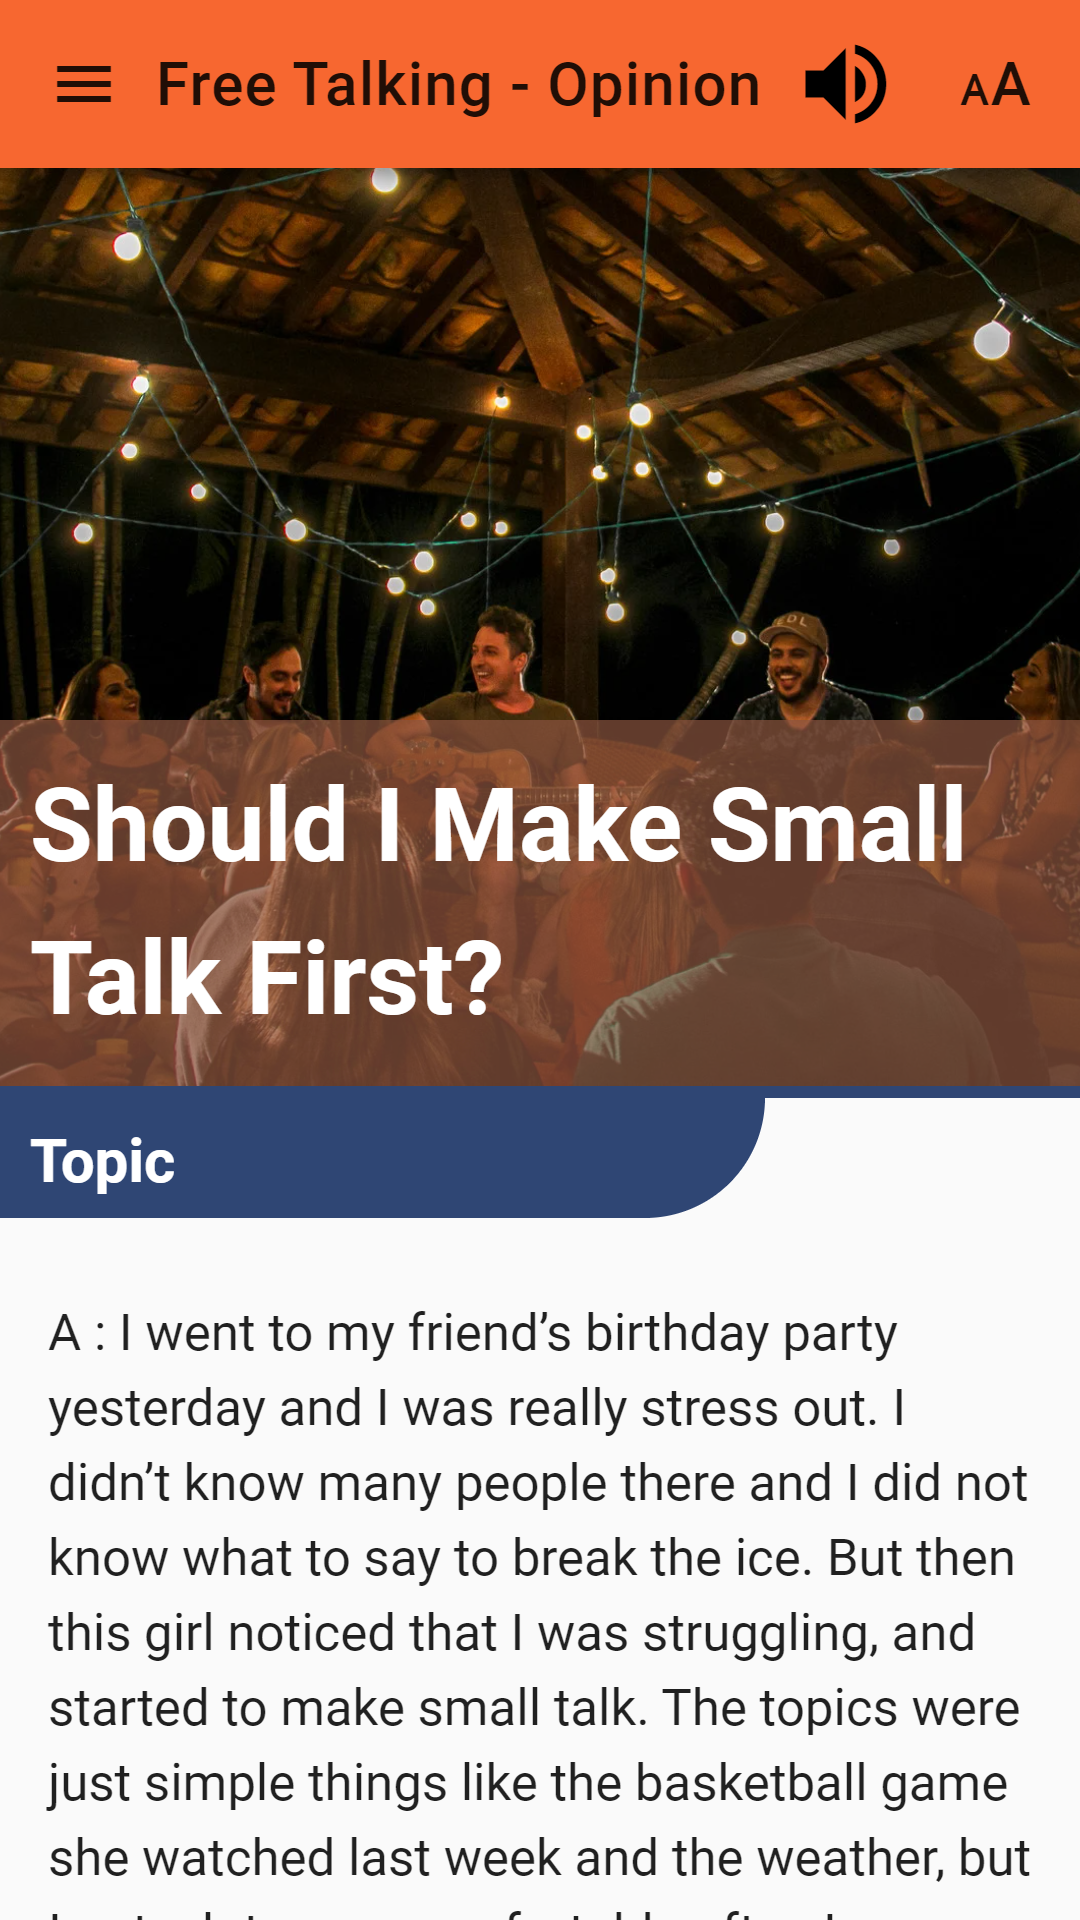 Free Talking - Opinion
AA
EDL
Should I Make Small
Talk First?
Topic
A : I went to my friend’s birthday party
yesterday and I was really stress out. I
didn’t know many people there and I did not
know what to say to break the ice. But then
this girl noticed that I was struggling, and
started to make small talk. The topics were
just simple things like the basketball game
she watched last week and the weather, but